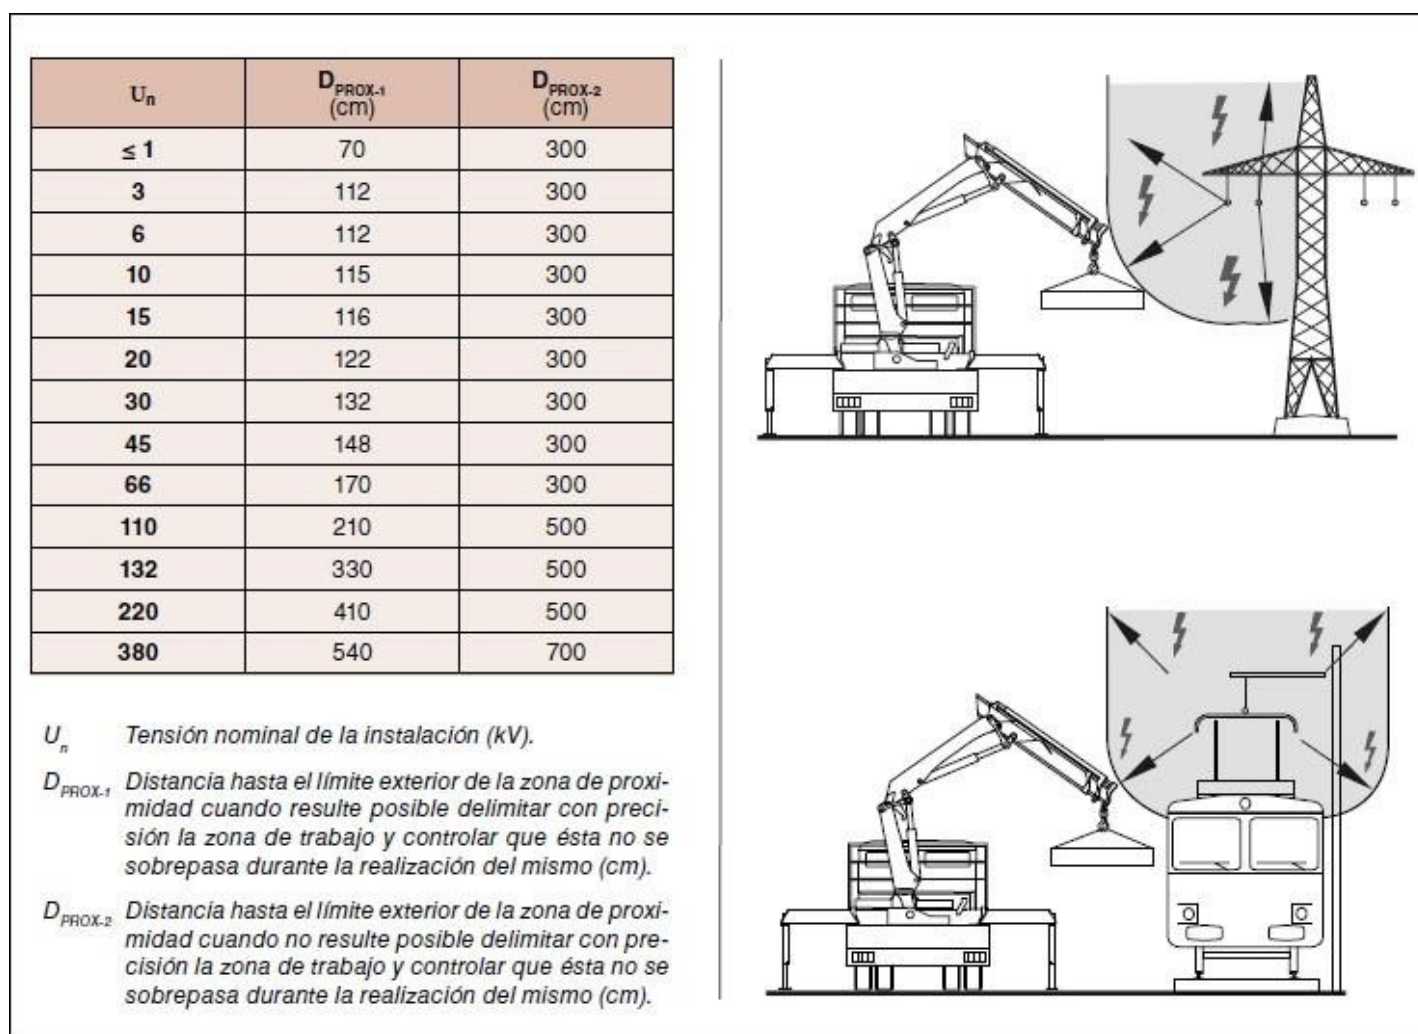 Un DPROX-1 (cm) DPROX-2 (cm)
≤ 1 70 300
3 112 300
6 112 300
10 115 300
15 116 300
20 122 300
30 132 300
45 148 300
66 170 300
110 210 500
132 330 500
220 410 500
380 540 700
Un Tensión nominal de la instalación (kV).
DPROX-1 Distancia hasta el límite exterior de la zona de proxi-
midad cuando resulte posible delimitar con preci-
sión la zona de trabajo y controlar que ésta no se
sobrepasa durante la realización del mismo (cm).
DPROX-2 Distancia hasta el límite exterior de la zona de proxi-
midad cuando no resulte posible delimitar con pre-
cisión la zona de trabajo y controlar que ésta no se
sobrepasa durante la realización del mismo (cm).